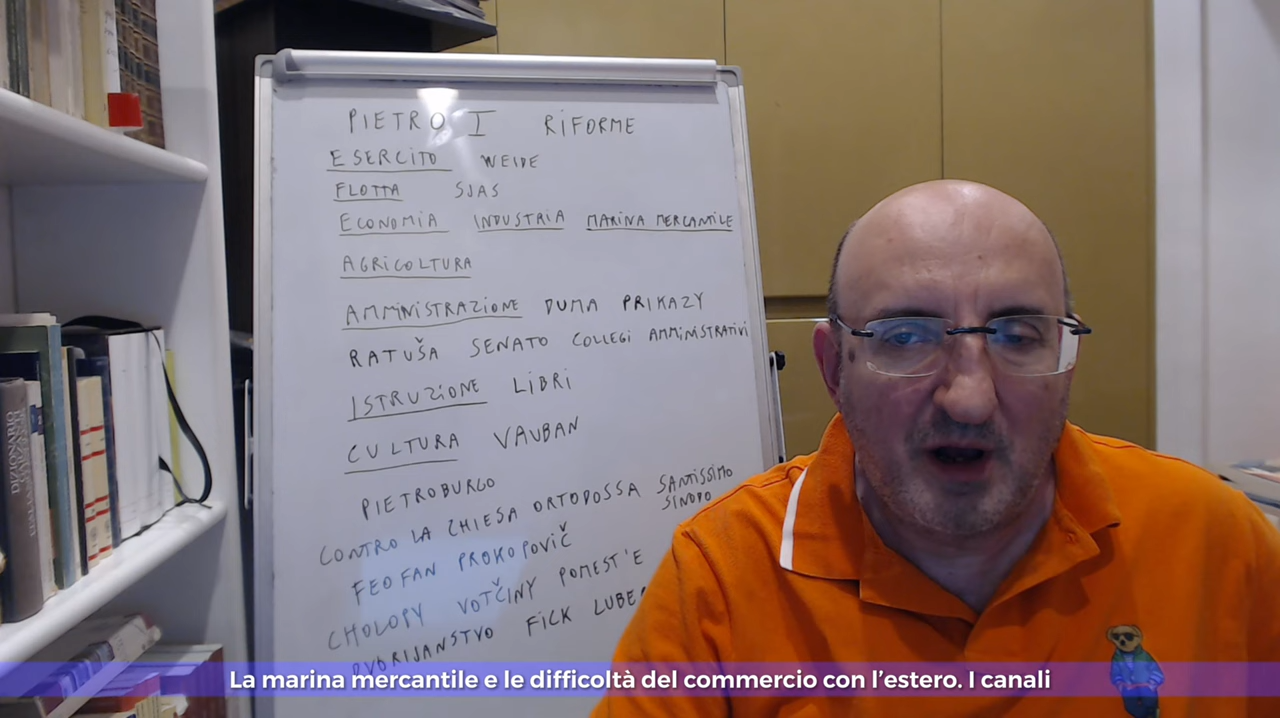 PIETRO I RIFORME
ESERCITO WEIDE
FLOTTA SJAS
ECONOMIA INDUSTRIA MARINA MERCANTILE
AGRICOLTURA
AMMINISTRAZIONE DUMA PRIKAZY
RATUŠA SENATO COLLEGI AMMINISTRATIVI
ISTRUZIONE LIBRI
CULTURA VAUBAN
PIETROBURGO
CONTRO LA CHIESA ORTODOSSA SANTISSIMO SINODO
FEOFAN PROKOPOVIČ
CHOLOPY VOTČINY POMEST'E
DVORIJANSTVO FICK
La marina mercantile e le difficoltà del commercio con l'estero. I canali